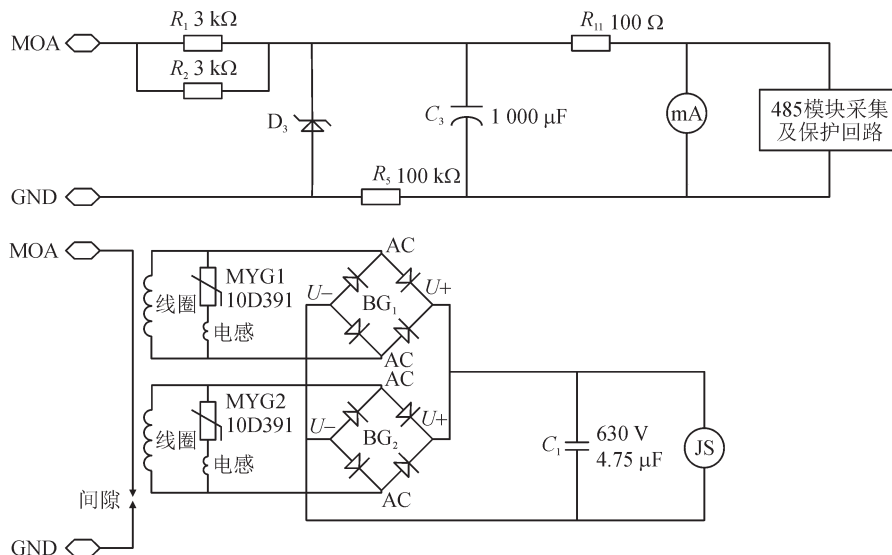 MOA
R₁ 3 kΩ
R₂ 3 kΩ
D₃
C₃
1 000 μF
R₁₁ 100 Ω
mA
485模块采集
及保护回路
R₅ 100 kΩ
GND
MOA
线圈
MYG1
10D391
电感
AC
U−
BG₁
U+
AC
线圈
MYG2
10D391
电感
AC
U−
BG₂
U+
AC
C₁
630 V
4.75 μF
JS
间隙
GND